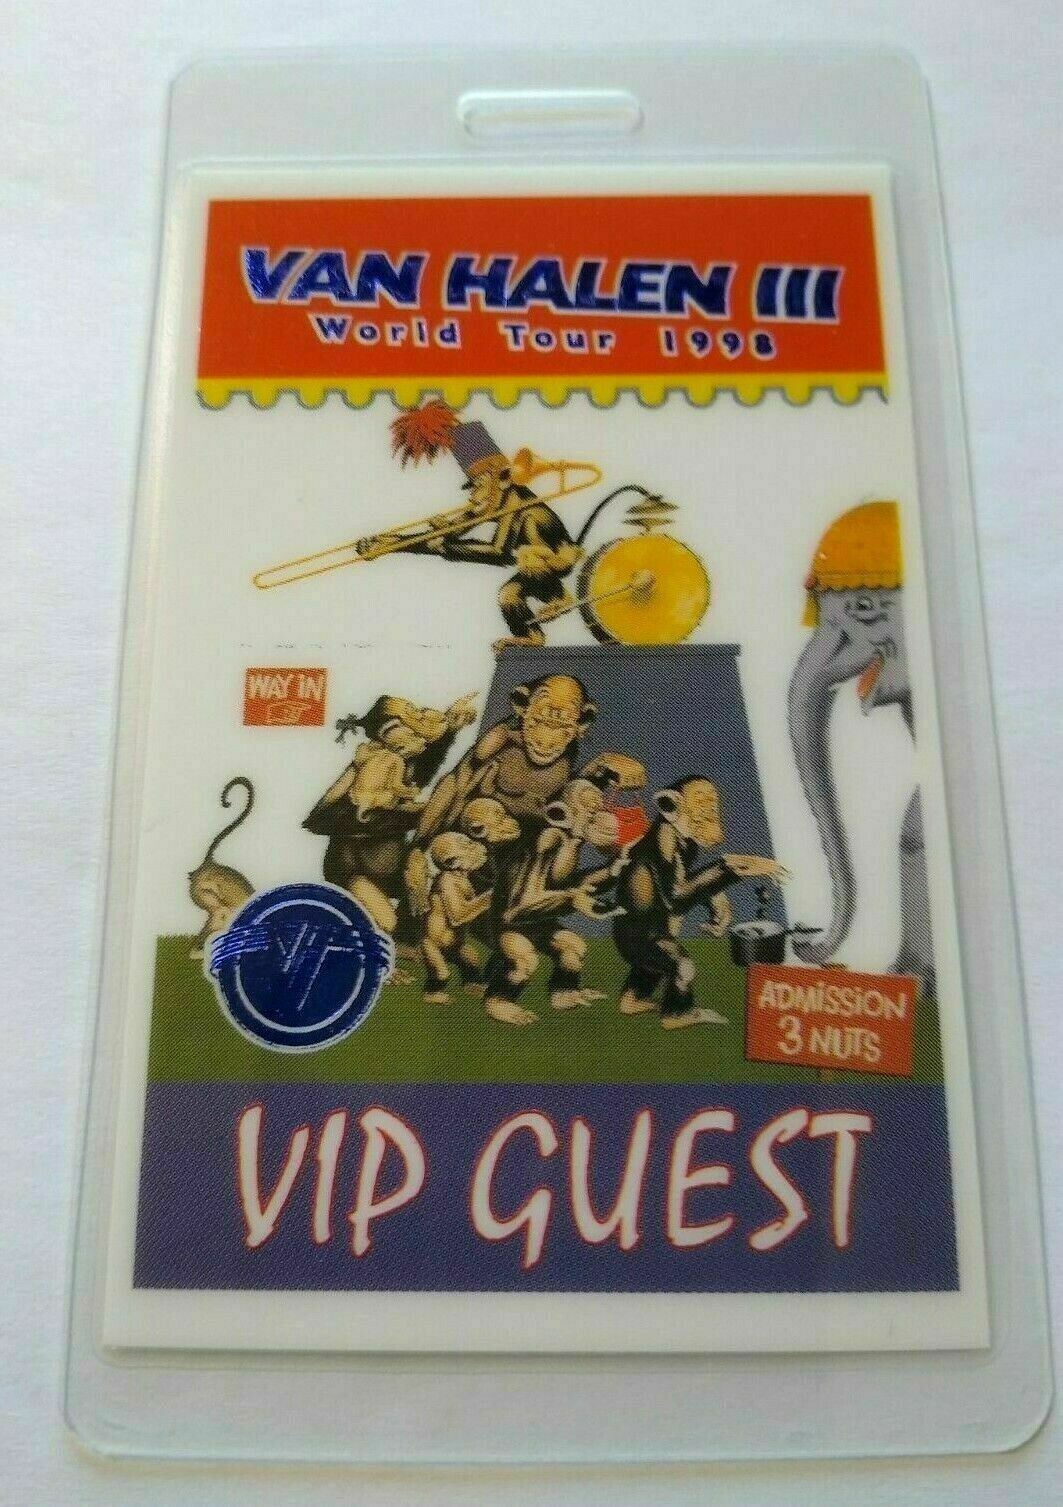 VAN HALEN III
World Tour 1998
WAY IN
VH
ADMISSION
3 NUTS
VIP GUEST